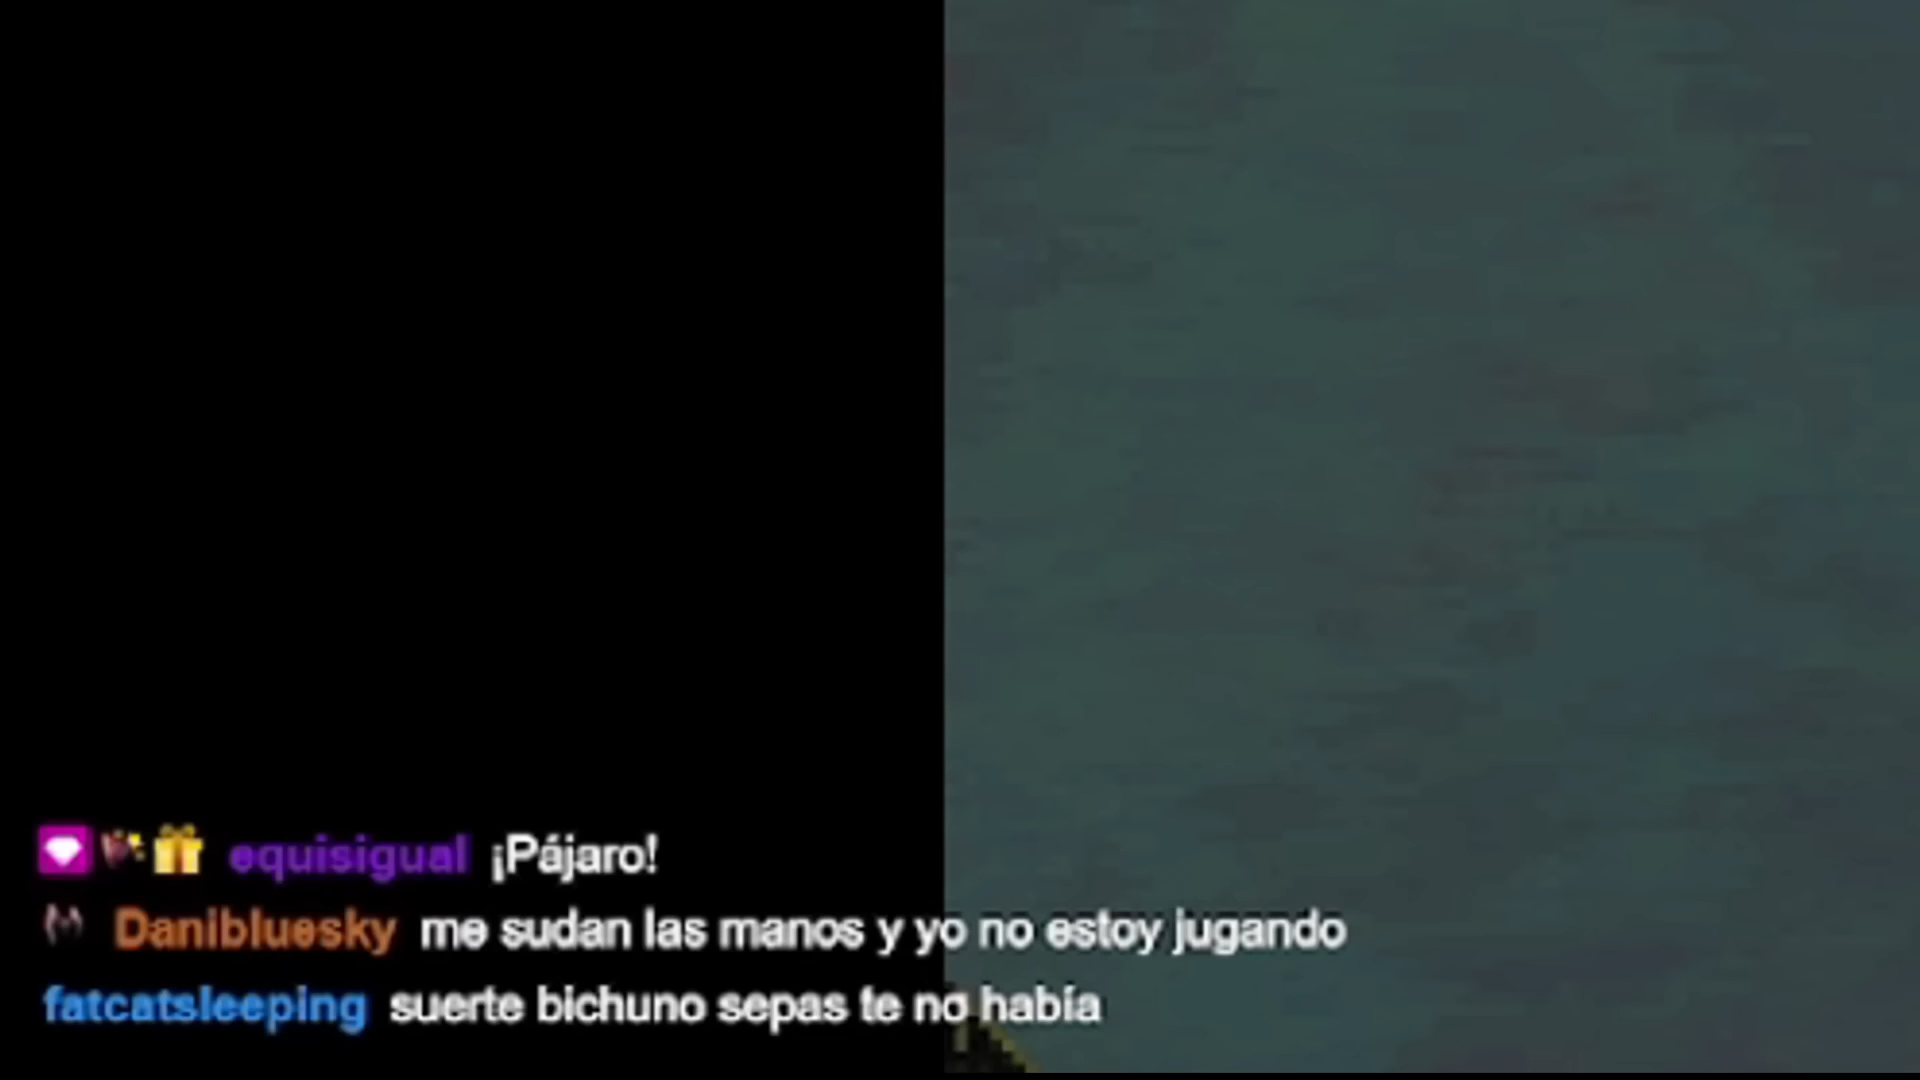 equisigual ¡Pájaro!
Danibluesky me sudan las manos y yo no estoy jugando
fatcatsleeping suerte bichuno sepas te no había